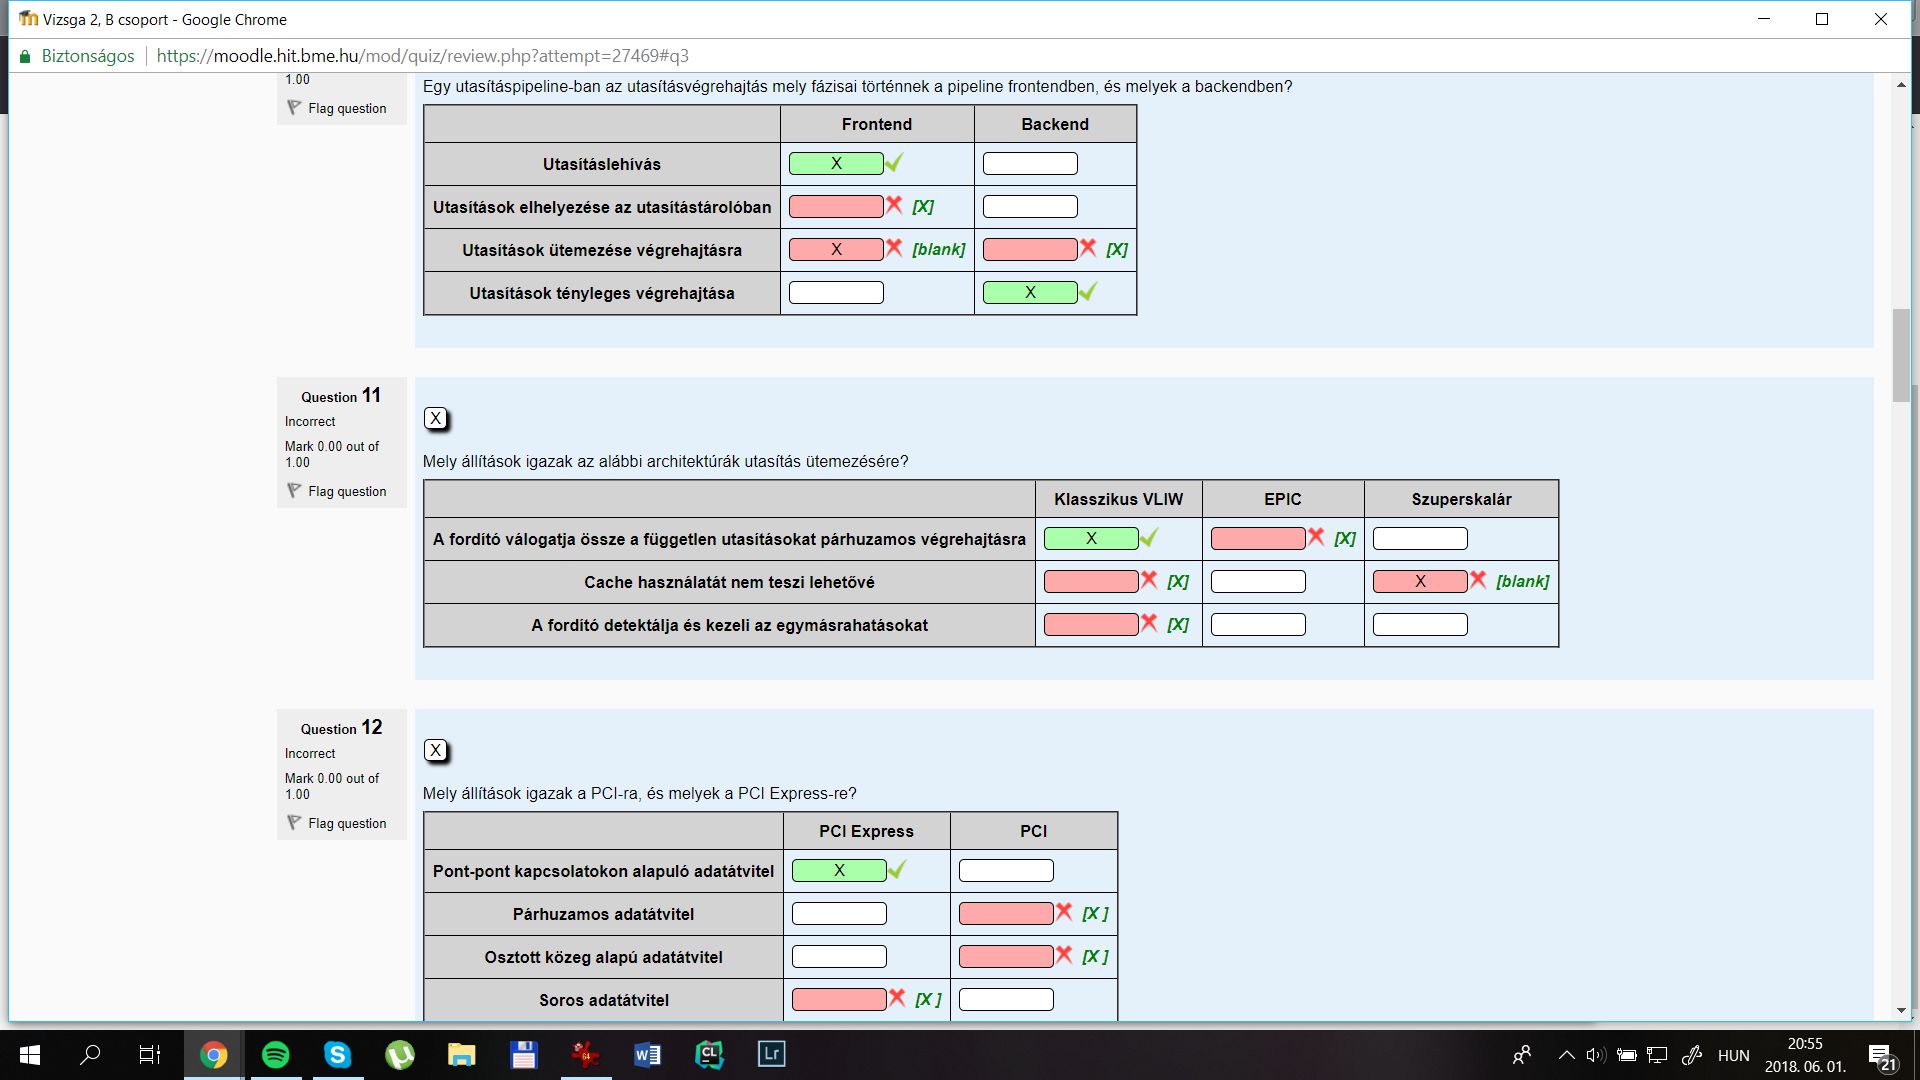 Vizsga 2, B csoport - Google Chrome
Biztonságos https://moodle.hit.bme.hu/mod/quiz/review.php?attempt=27469#q3
1.00
Flag question
Egy utasításpipeline-ban az utasításvégrehajtás mely fázisai történnek a pipeline frontendben, és melyek a backendben?
Frontend Backend
Utasításlehívás X
Utasítások elhelyezése az utasítástárolóban [X]
Utasítások ütemezése végrehajtásra X [blank] [X]
Utasítások tényleges végrehajtása X
Question 11
Incorrect
Mark 0.00 out of
1.00
Flag question
X
Mely állítások igazak az alábbi architektúrák utasítás ütemezésére?
Klasszikus VLIW EPIC Szuperskalár
A fordító válogatja össze a független utasításokat párhuzamos végrehajtásra X [X]
Cache használatát nem teszi lehetővé [X] X [blank]
A fordító detektálja és kezeli az egymásrahatásokat [X]
Question 12
Incorrect
Mark 0.00 out of
1.00
Flag question
X
Mely állítások igazak a PCI-ra, és melyek a PCI Express-re?
PCI Express PCI
Pont-pont kapcsolatokon alapuló adatátvitel X
Párhuzamos adatátvitel [X ]
Osztott közeg alapú adatátvitel [X ]
Soros adatátvitel [X ]
64
W
CL
Lr
HUN
20:55
2018. 06. 01.
21